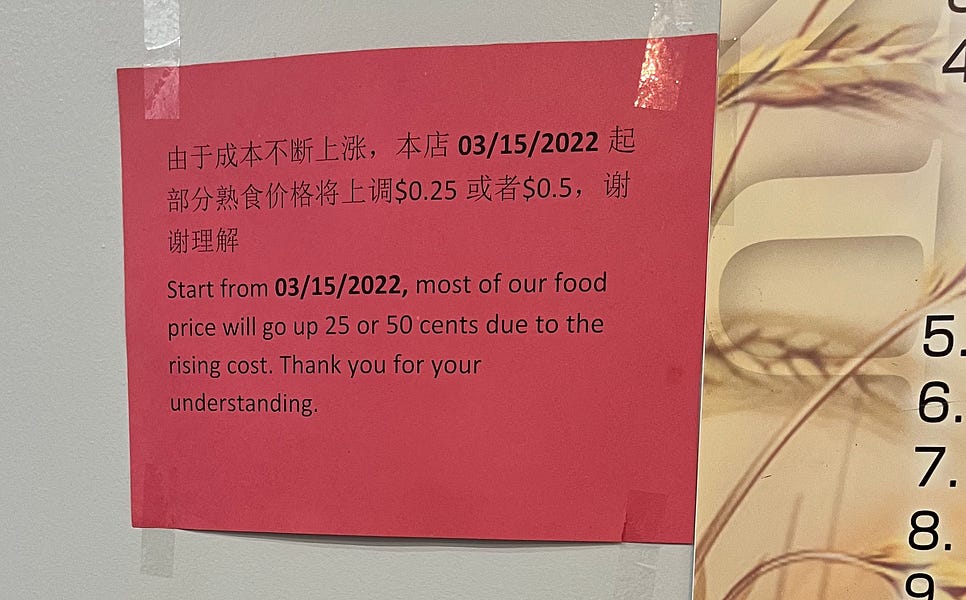 由于成本不断上涨，本店 03/15/2022 起
部分熟食价格将上调$0.25 或者$0.5，谢
谢理解
Start from 03/15/2022, most of our food
price will go up 25 or 50 cents due to the
rising cost. Thank you for your
understanding.
4
5.
6.
7.
8.
9.